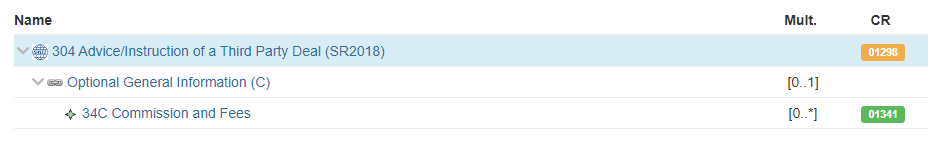 Name Mult. CR
304 Advice/Instruction of a Third Party Deal (SR2018) 01298
Optional General Information (C) [0..1]
34C Commission and Fees [0..*] 01341